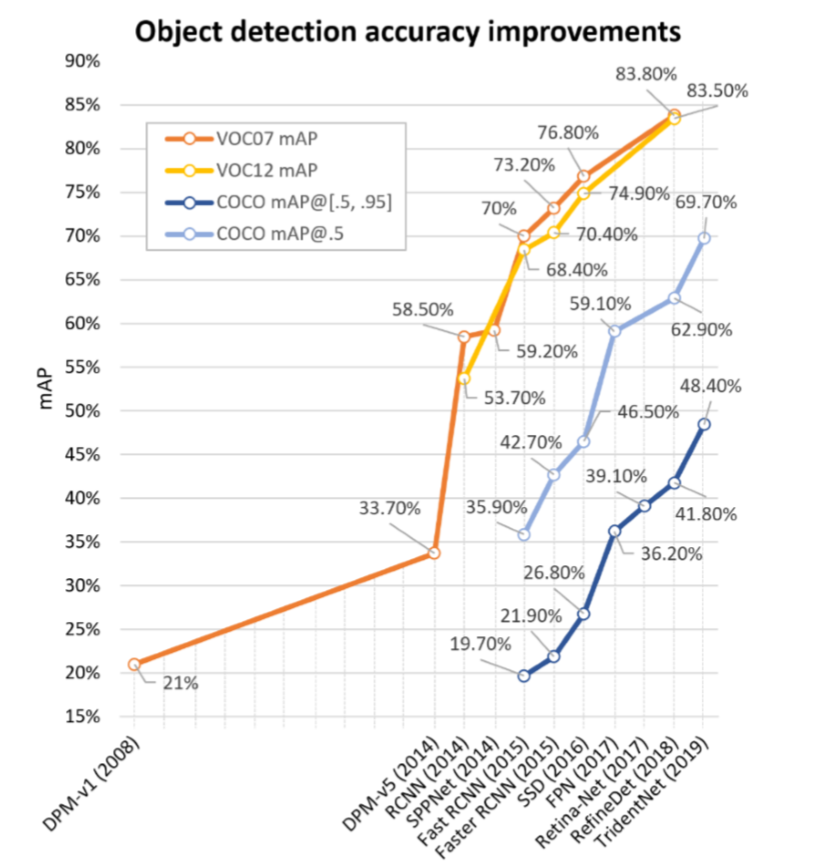 Object detection accuracy improvements
90%
85%
80%
75%
70%
65%
60%
55%
50%
45%
40%
35%
30%
25%
20%
15%
mAP
VOC07 mAP
VOC12 mAP
COCO mAP@[.5, .95]
COCO mAP@.5
83.80%
83.50%
76.80%
73.20%
74.90%
69.70%
70%
70.40%
68.40%
58.50%
59.10%
62.90%
59.20%
53.70%
48.40%
46.50%
42.70%
39.10%
33.70%
35.90%
41.80%
36.20%
26.80%
21.90%
19.70%
21%
DPM-v1 (2008)
DPM-v5 (2014)
RCNN (2014)
SPPNet (2014)
Fast RCNN (2015)
Faster RCNN (2015)
SSD (2016)
FPN (2017)
Retina-Net (2017)
RefineDet (2018)
TridentNet (2019)